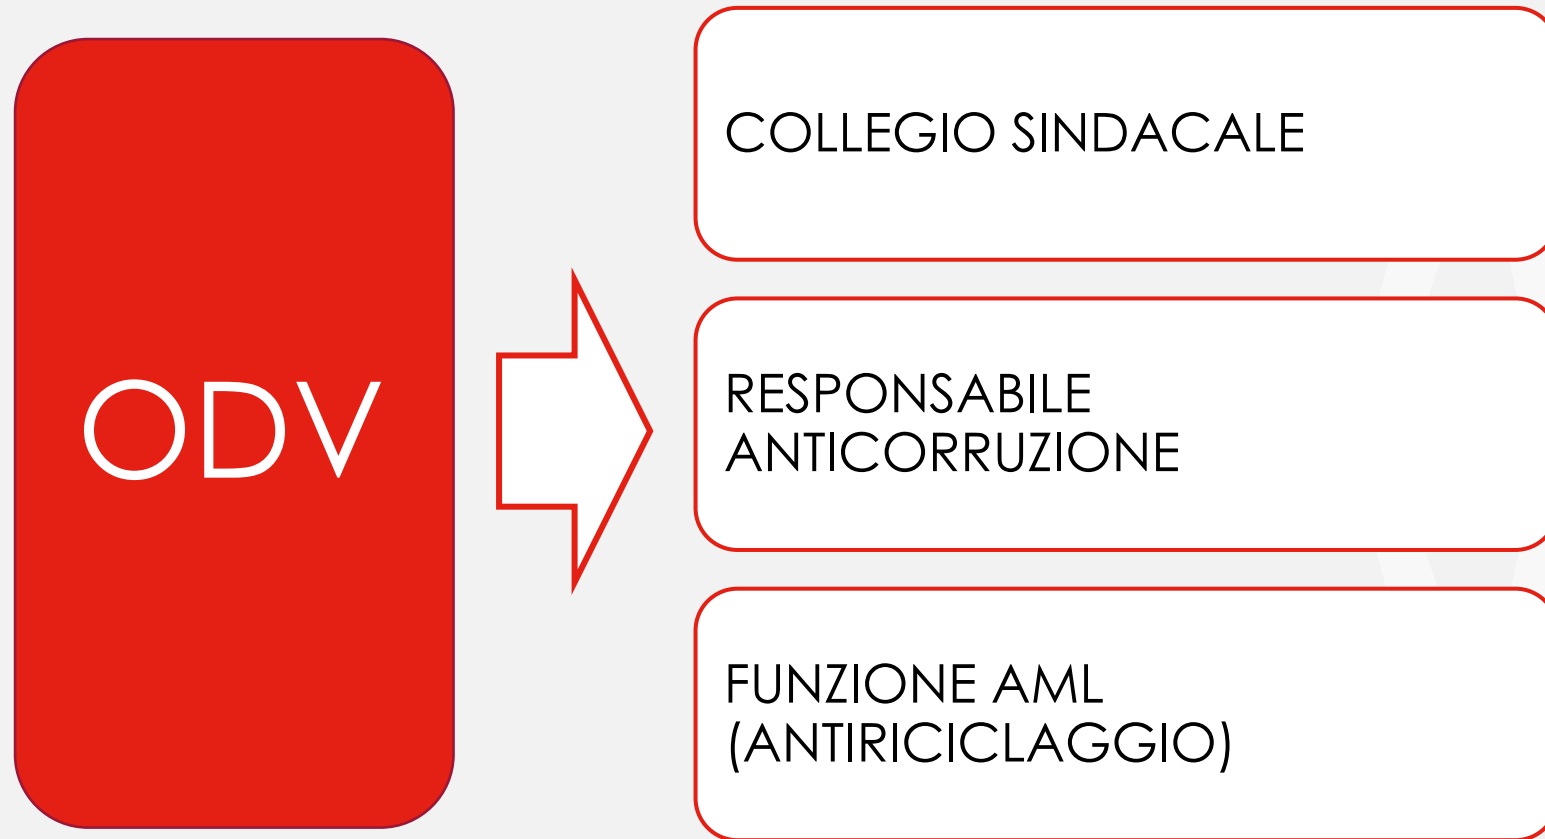 ODV
COLLEGIO SINDACALE
RESPONSABILE
ANTICORRUZIONE
FUNZIONE AML
(ANTIRICICLAGGIO)